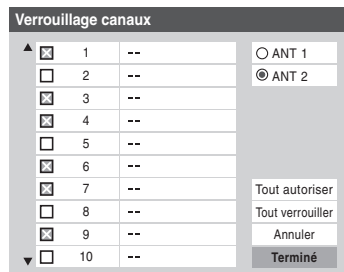 Verrouillage canaux
1 -- ANT 1
2 -- ANT 2
3 --
4 --
5 --
6 --
7 -- Tout autoriser
8 -- Tout verrouiller
9 -- Annuler
10 -- Terminé